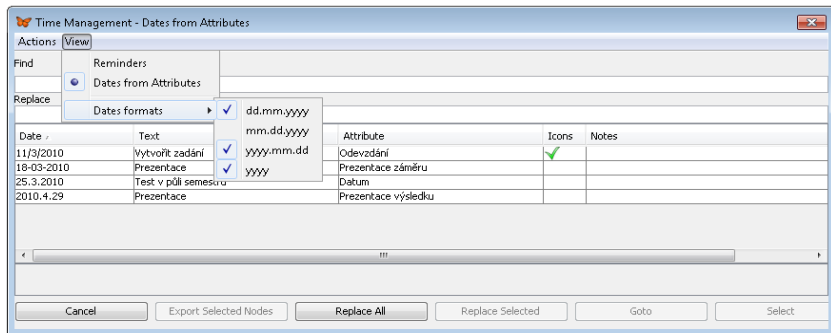 Time Management - Dates from Attributes
Actions View
Find
Reminders
Dates from Attributes
Replace
Dates formats
dd.mm.yyyy
mm.dd.yyyy
yyyy.mm.dd
yyyy
Date Text Attribute Icons Notes
11/3/2010 Vytvořit zadání Odevzdání
18-03-2010 Prezentace Prezentace záměru
25.3.2010 Test v půli semestru Datum
2010.4.29 Prezentace Prezentace výsledku
Cancel Export Selected Nodes Replace All Replace Selected Goto Select